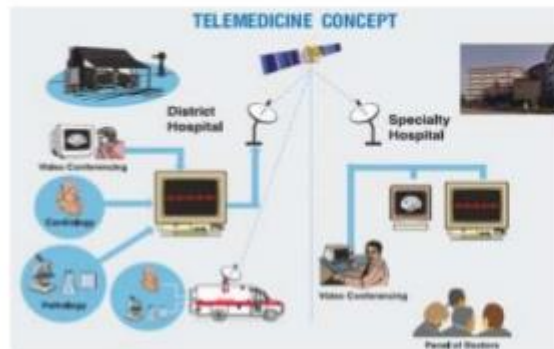 TELEMEDICINE CONCEPT
District
Hospital
Specialty
Hospital
Video Conferencing
Cardiology
Pathology
Video Conferencing
Panel of Doctors